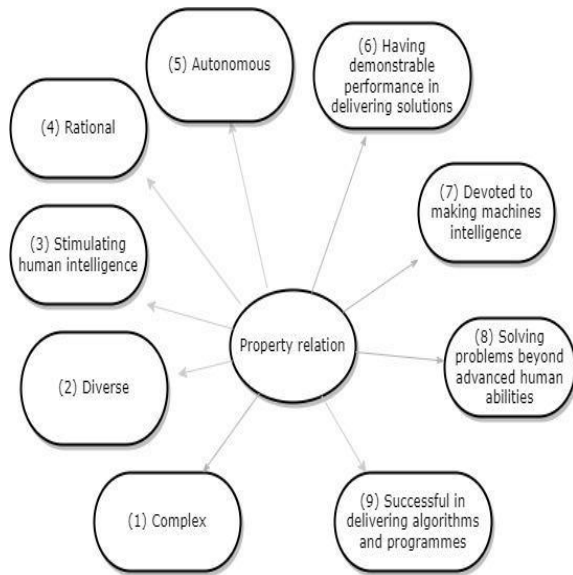 (5) Autonomous
(6) Having
demonstrable
performance in
delivering solutions
(4) Rational
(7) Devoted to
making machines
intelligence
(3) Stimulating
human intelligence
Property relation
(8) Solving
problems beyond
advanced human
abilities
(2) Diverse
(1) Complex
(9) Successful in
delivering algorithms
and programmes